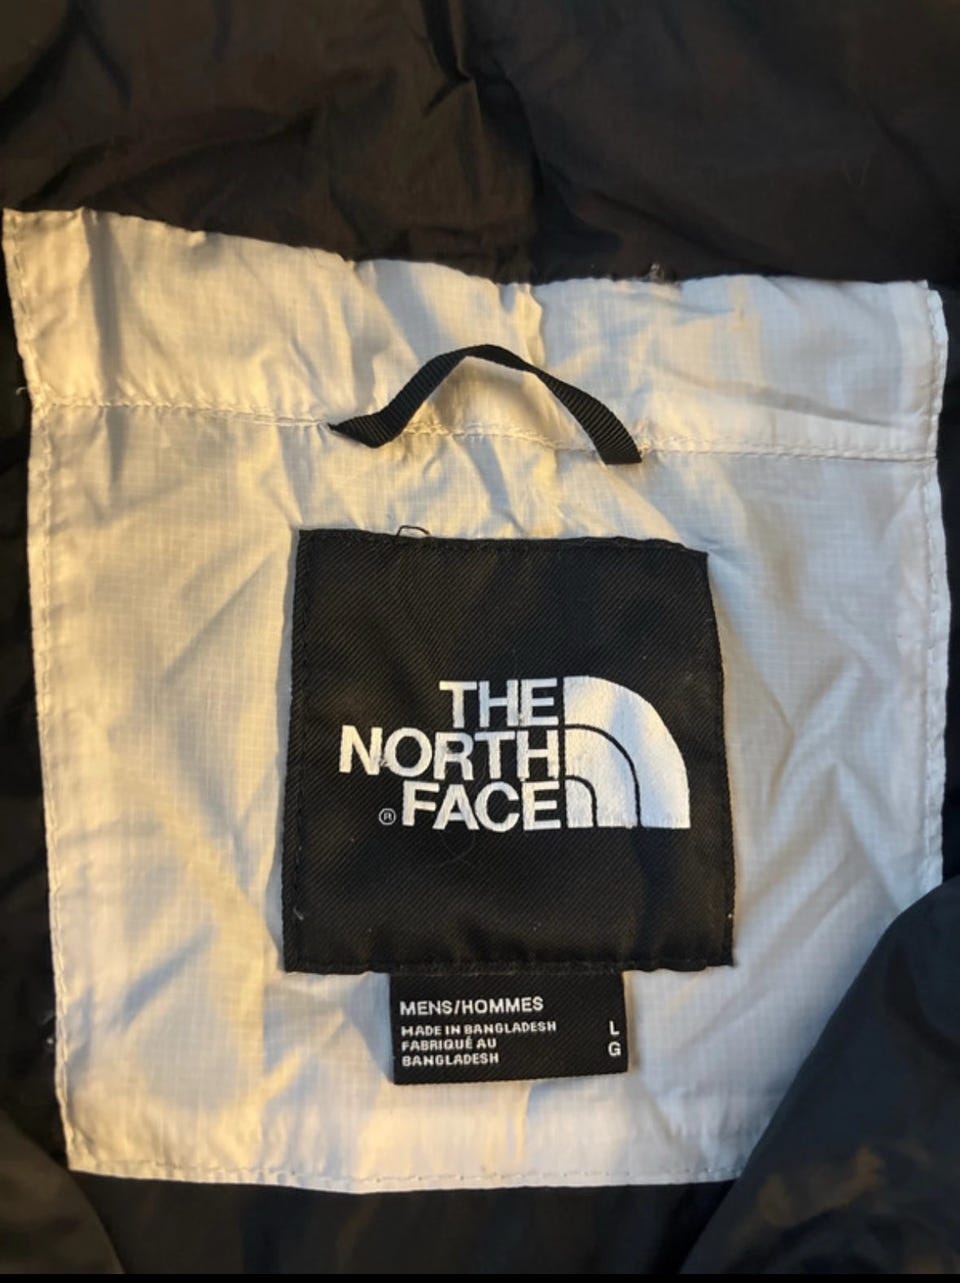 THE
NORTH
® FACE
MENS/HOMMES
MADE IN BANGLADESH L
FABRIQUÉ AU G
BANGLADESH